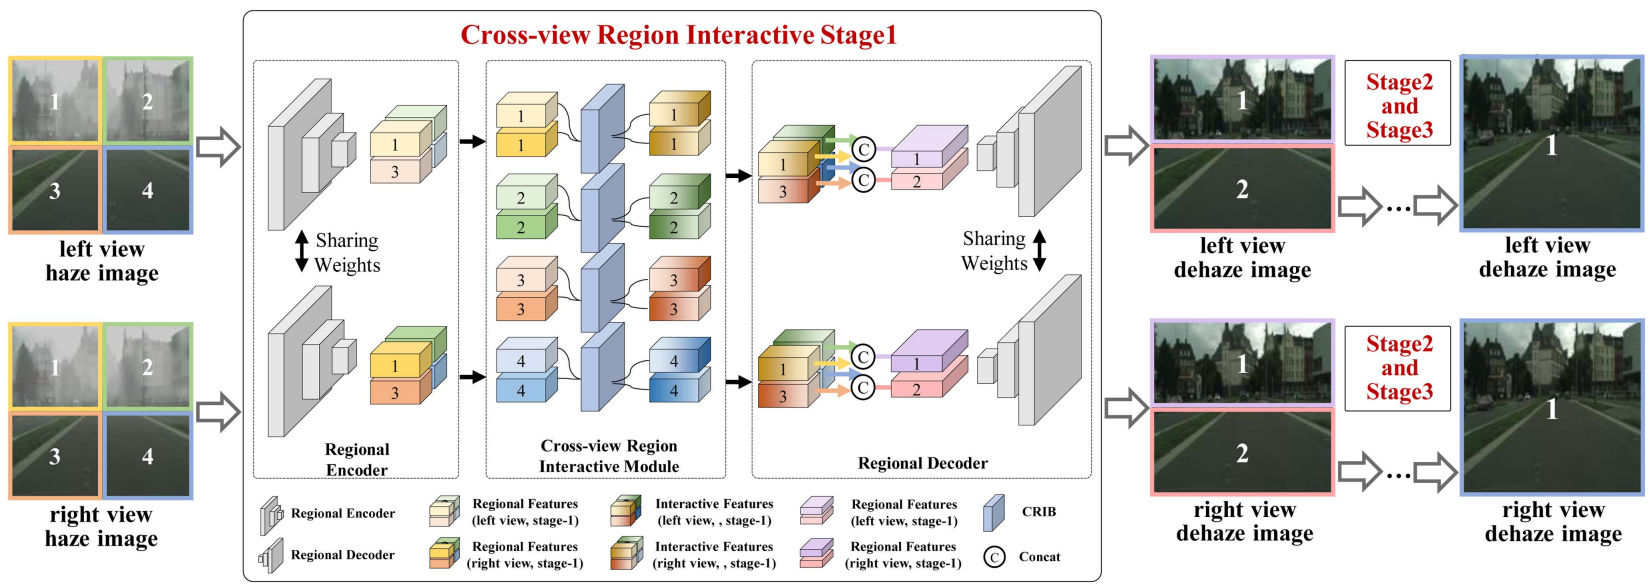 Cross-view Region Interactive Stage1
1
2
3
4
left view
haze image
1
2
3
4
right view
haze image
1
3
Sharing
Weights
1
3
Regional
Encoder
1
1
2
2
3
3
4
4
1
1
2
2
3
3
4
4
Cross-view Region
Interactive Module
1
3
C
C
1
2
Sharing
Weights
1
3
C
C
1
2
Regional Decoder
Regional Encoder
Regional Features
(left view, stage-1)
Interactive Features
(left view, , stage-1)
Regional Features
(left view, stage-1)
CRIB
Regional Decoder
Regional Features
(right view, stage-1)
Interactive Features
(right view, , stage-1)
Regional Features
(right view, stage-1)
C
Concat
1
2
left view
dehaze image
Stage2
and
Stage3
...
1
left view
dehaze image
1
2
right view
dehaze image
Stage2
and
Stage3
...
1
right view
dehaze image